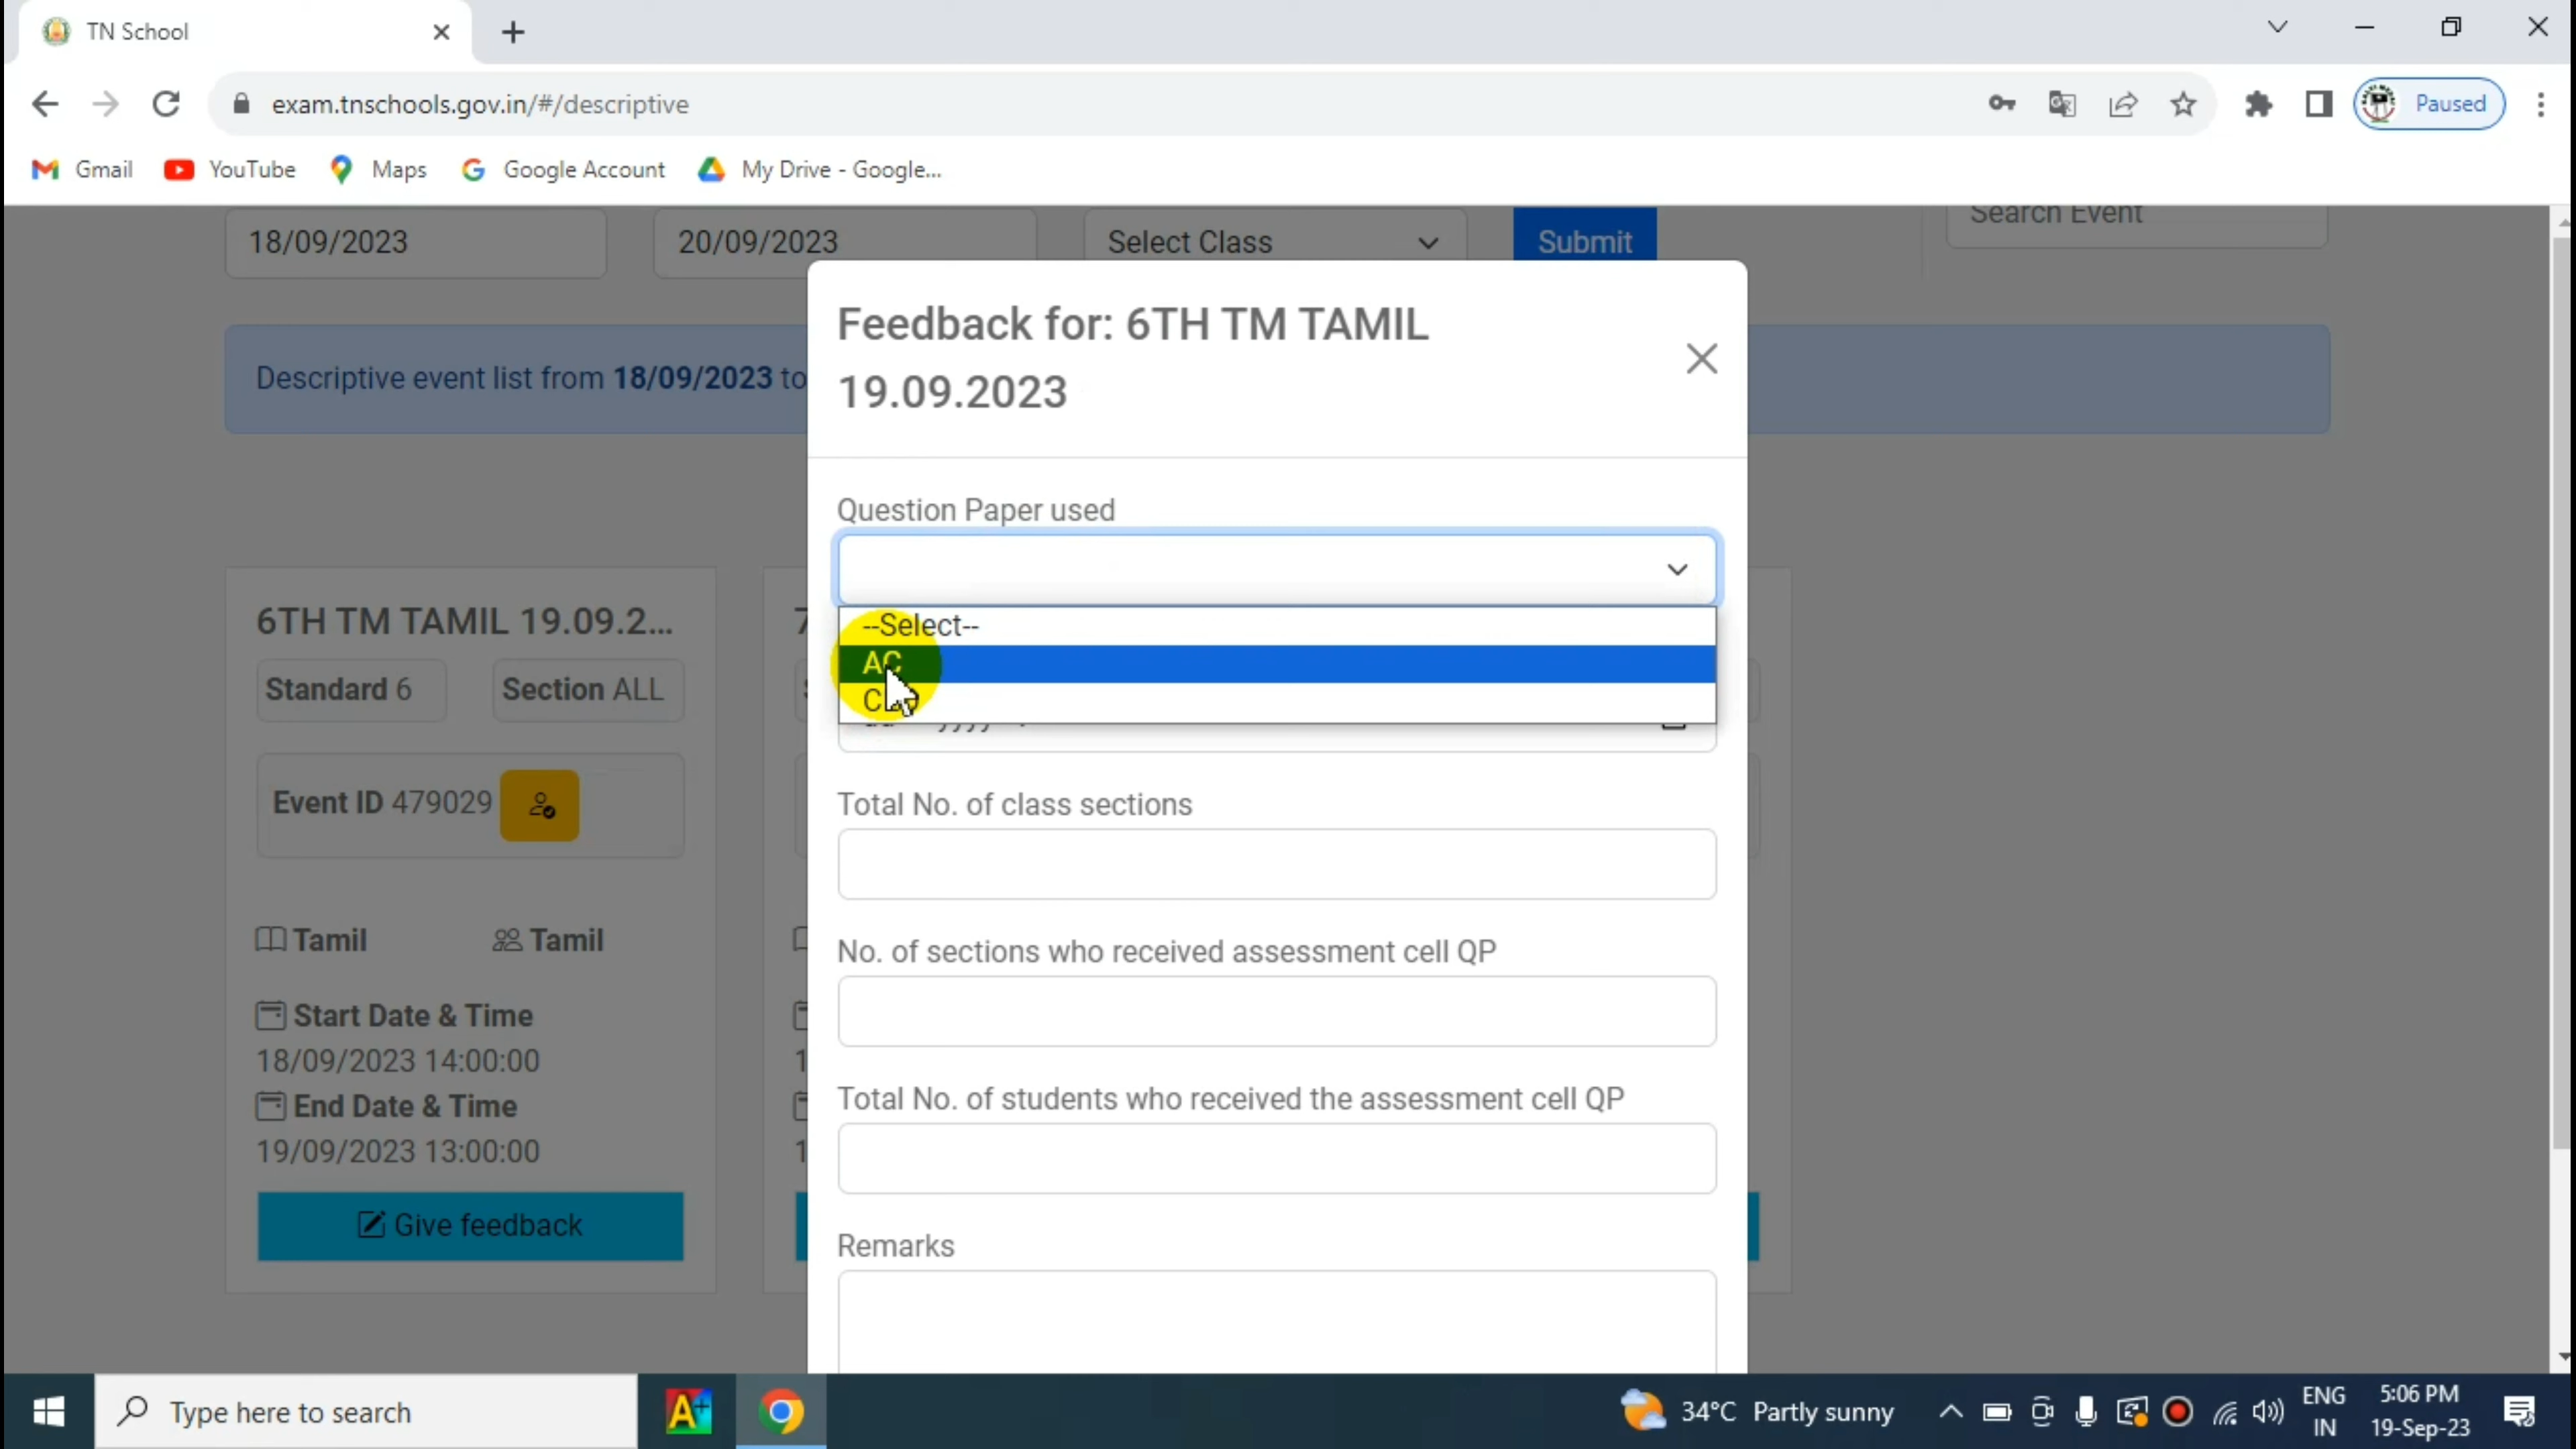 TN School
exam.tnschools.gov.in/#/descriptive
Paused
Gmail
YouTube
Maps
Google Account
My Drive - Google...
18/09/2023
20/09/2023
Select Class
Submit
Search Event
Descriptive event list from 18/09/2023 to
Feedback for: 6TH TM TAMIL
19.09.2023
Question Paper used
--Select--
AC
Total No. of class sections
No. of sections who received assessment cell QP
Total No. of students who received the assessment cell QP
Remarks
6TH TM TAMIL 19.09.2...
Standard 6
Section ALL
Event ID 479029
Tamil
Tamil
Start Date & Time
18/09/2023 14:00:00
End Date & Time
19/09/2023 13:00:00
Give feedback
Type here to search
34°C Partly sunny
ENG
IN
5:06 PM
19-Sep-23